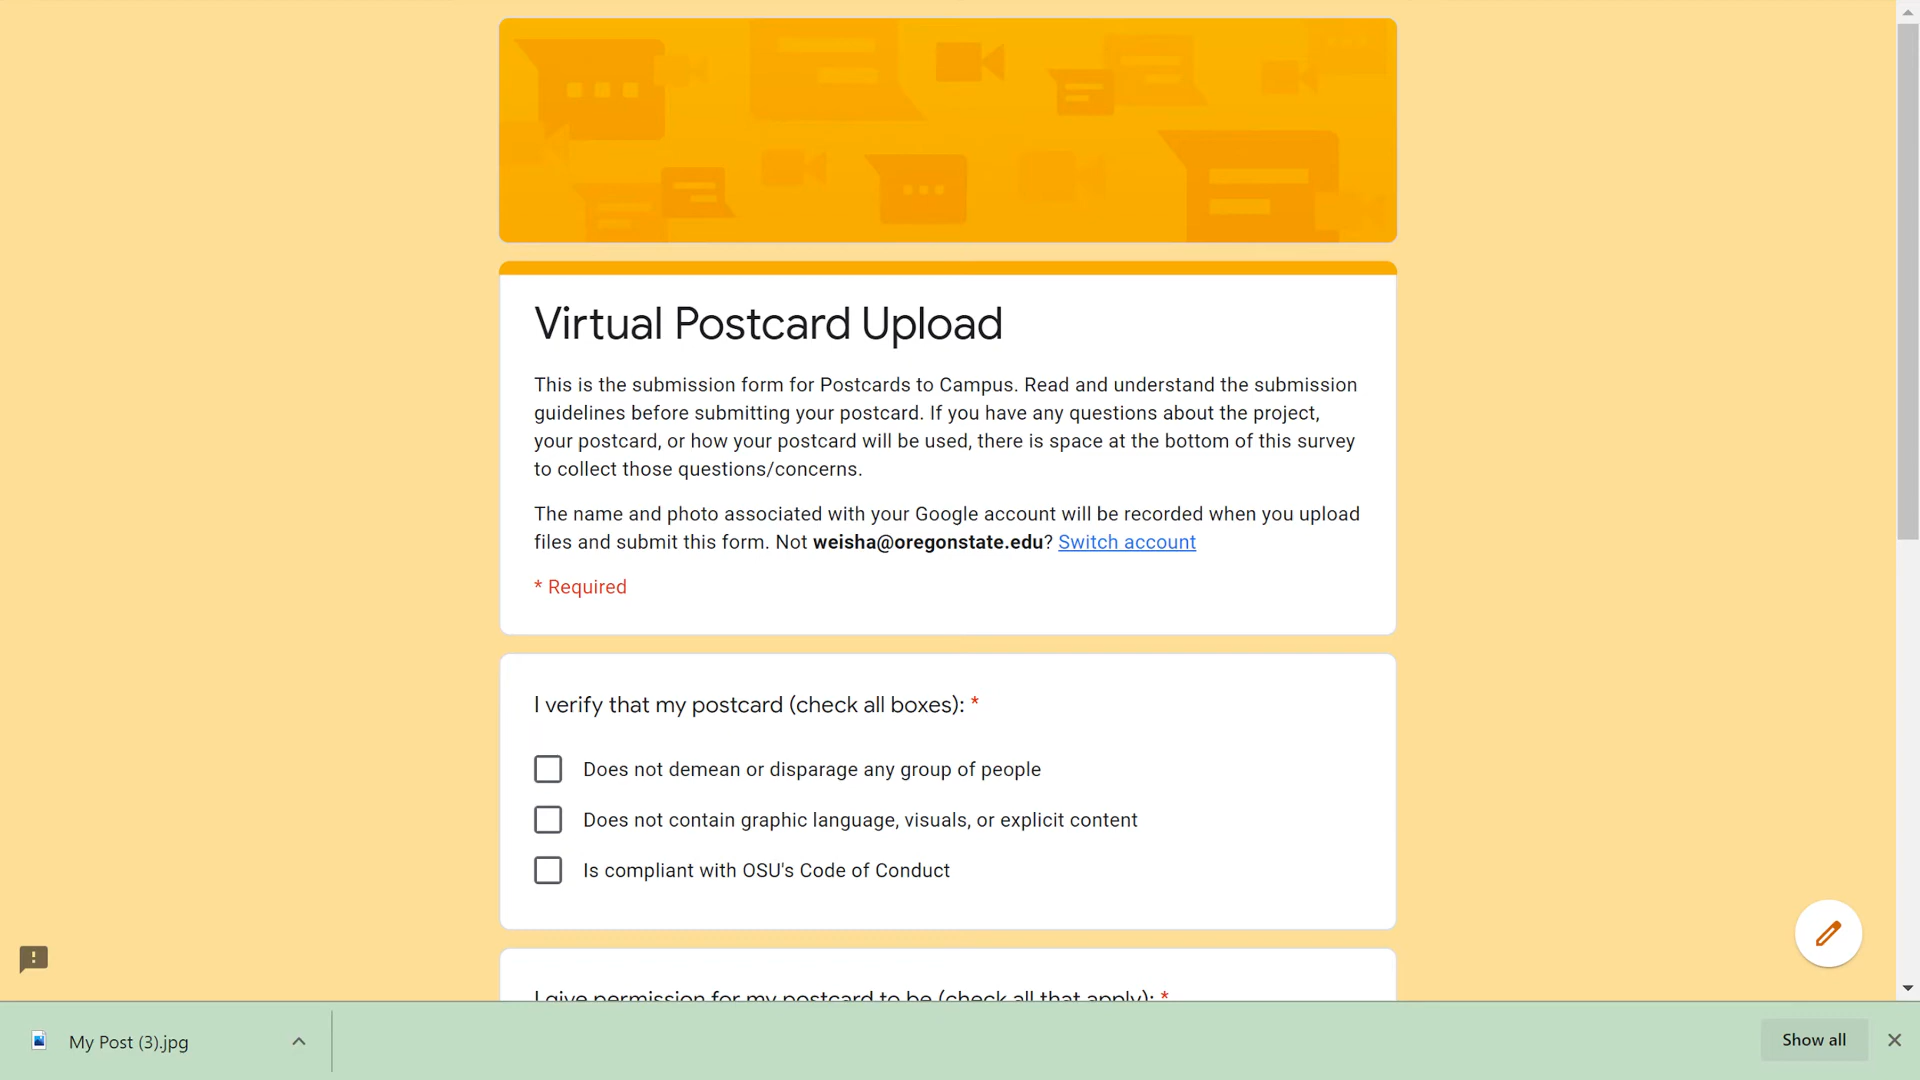 Virtual Postcard Upload
This is the submission form for Postcards to Campus. Read and understand the submission
guidelines before submitting your postcard. If you have any questions about the project,
your postcard, or how your postcard will be used, there is space at the bottom of this survey
to collect those questions/concerns.
The name and photo associated with your Google account will be recorded when you upload
files and submit this form. Not weisha@oregonstate.edu? Switch account
* Required
I verify that my postcard (check all boxes): *
Does not demean or disparage any group of people
Does not contain graphic language, visuals, or explicit content
Is compliant with OSU's Code of Conduct
I give permission for my postcard to be (check all that apply): *
My Post (3).jpg
Show all